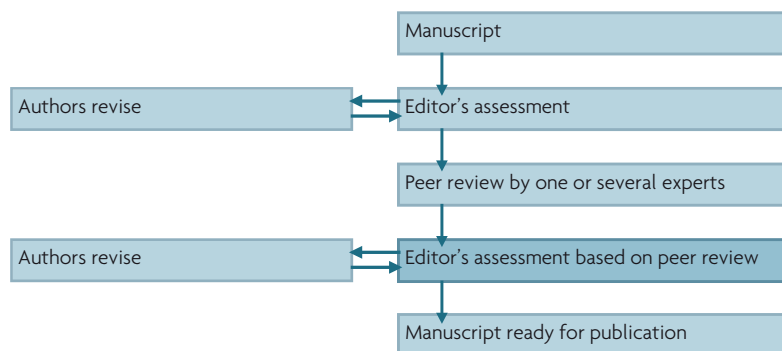 Manuscript
Authors revise
Editor’s assessment
Peer review by one or several experts
Authors revise
Editor’s assessment based on peer review
Manuscript ready for publication